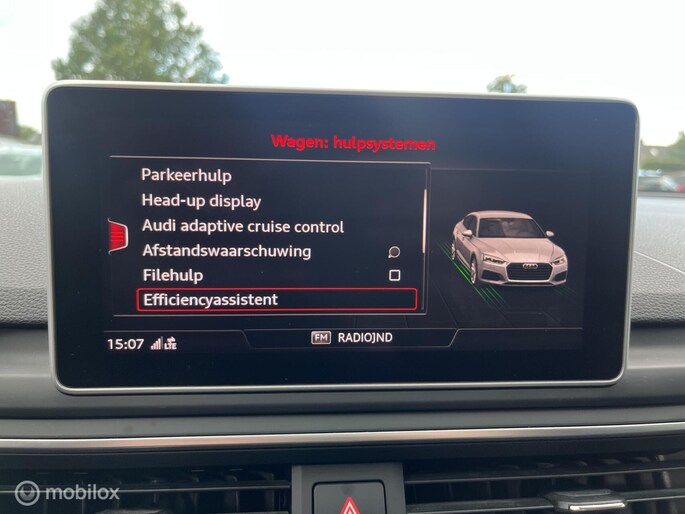 Wagen: hulpsystemen
Parkeerhulp
Head-up display
Audi adaptive cruise control
Afstandswaarschuwing
Filehulp
Efficiencyassistent
15:07 LTE FM RADIOJND
mobilox